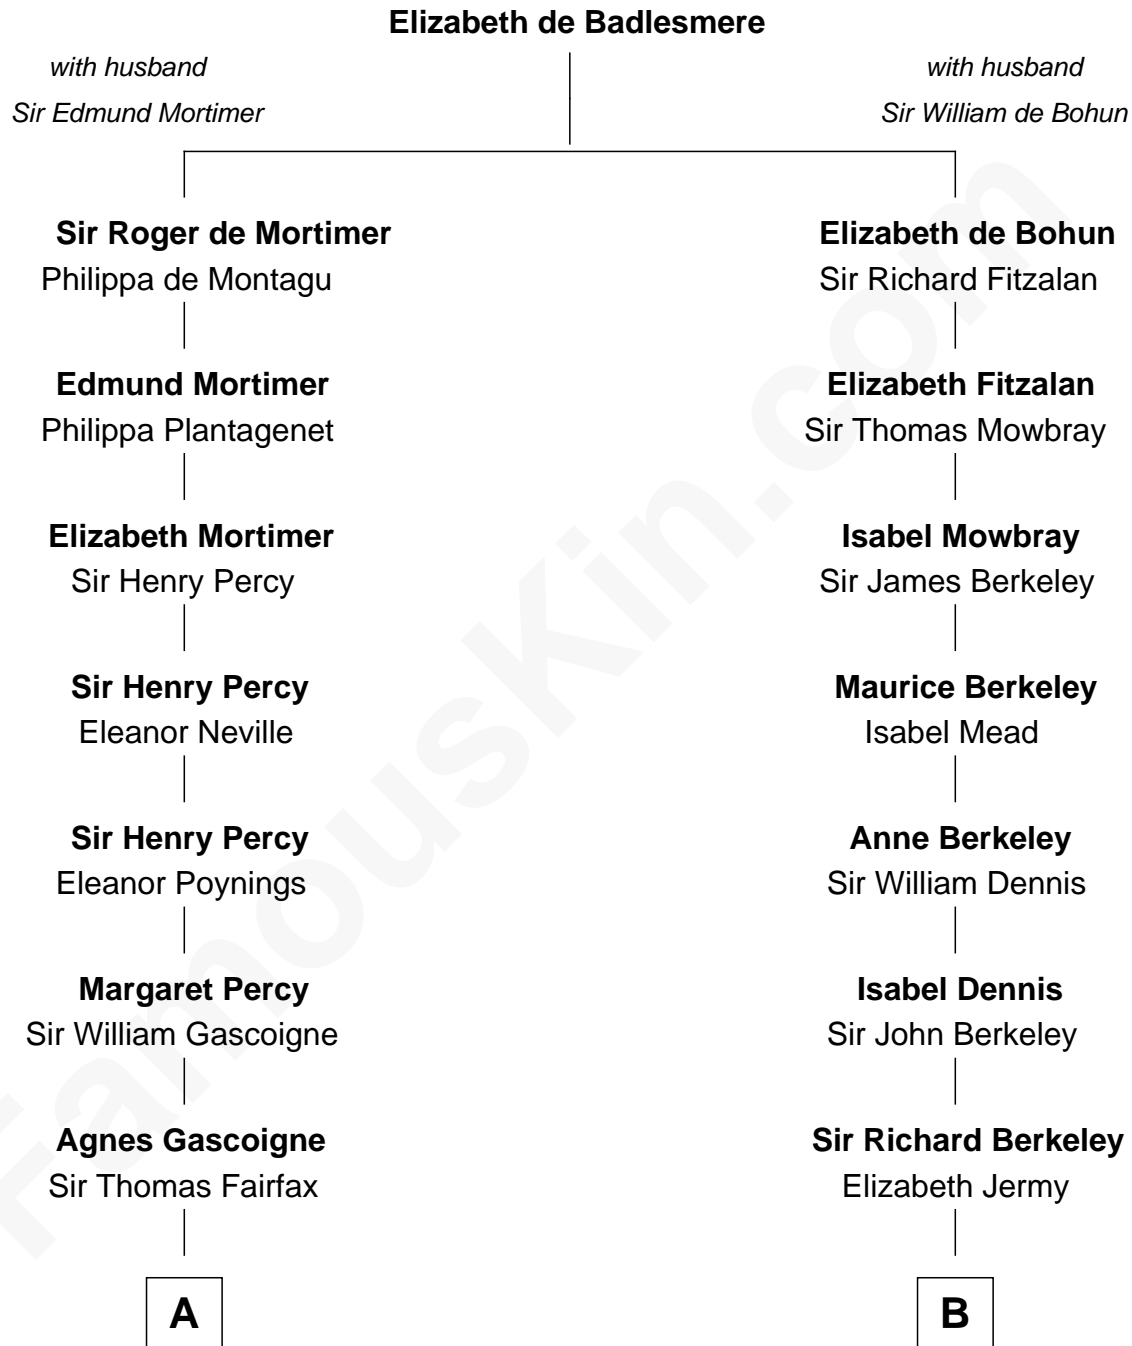 Elizabeth de Badlesmere
with husband
Sir Edmund Mortimer
with husband
Sir William de Bohun
Sir Roger de Mortimer
Philippa de Montagu
Elizabeth de Bohun
Sir Richard Fitzalan
Edmund Mortimer
Philippa Plantagenet
Elizabeth Fitzalan
Sir Thomas Mowbray
Elizabeth Mortimer
Sir Henry Percy
Isabel Mowbray
Sir James Berkeley
Sir Henry Percy
Eleanor Neville
Maurice Berkeley
Isabel Mead
Sir Henry Percy
Eleanor Poynings
Anne Berkeley
Sir William Dennis
Margaret Percy
Sir William Gascoigne
Isabel Dennis
Sir John Berkeley
Agnes Gascoigne
Sir Thomas Fairfax
Sir Richard Berkeley
Elizabeth Jermy
A
B
FamousKin.com